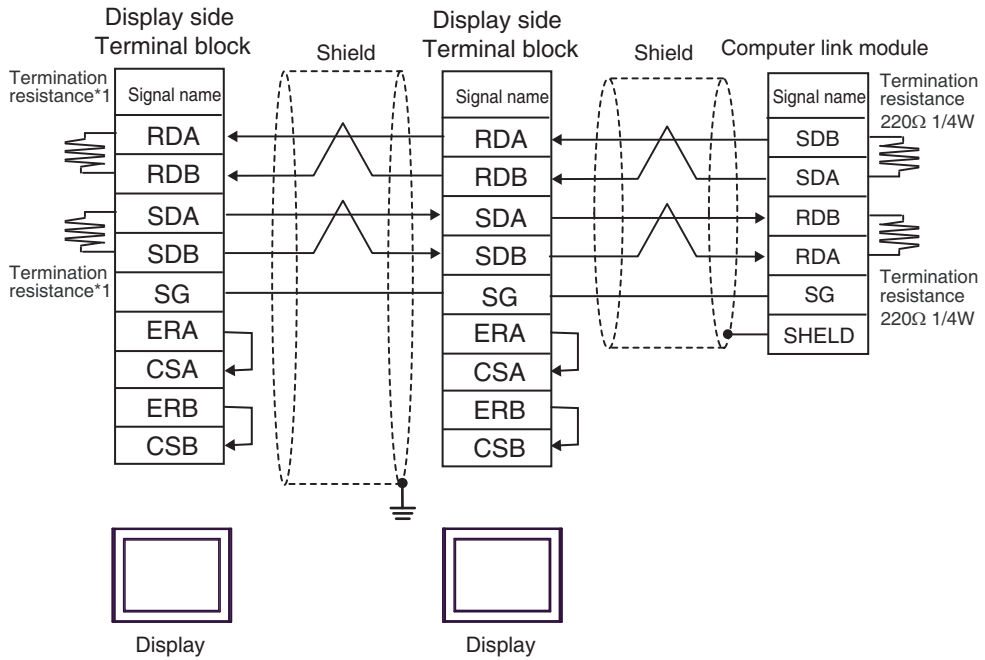 Display side
Terminal block
Shield
Display side
Terminal block
Shield
Computer link module
Termination
resistance*1
Signal name
RDA
RDB
SDA
SDB
SG
ERA
CSA
ERB
CSB
Termination
resistance*1
Signal name
RDA
RDB
SDA
SDB
SG
ERA
CSA
ERB
CSB
Signal name
SDB
SDA
RDB
RDA
SG
SHELD
Termination
resistance
220Ω 1/4W
Termination
resistance
220Ω 1/4W
Display
Display